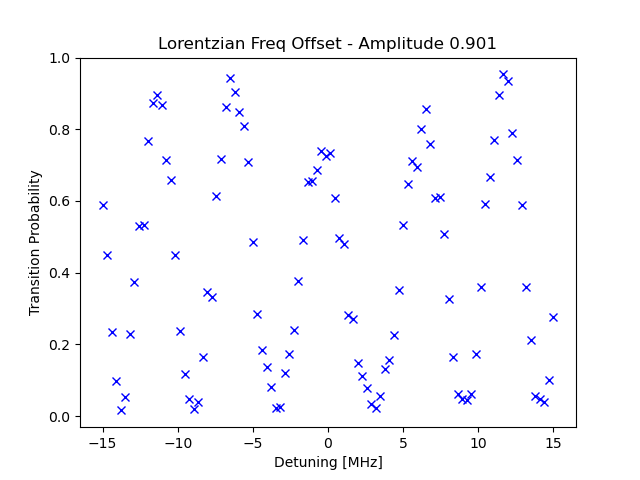 Lorentzian Freq Offset - Amplitude 0.901
1.0
0.8
0.6
0.4
0.2
0.0
Transition Probability
−15 −10 −5 0 5 10 15
Detuning [MHz]